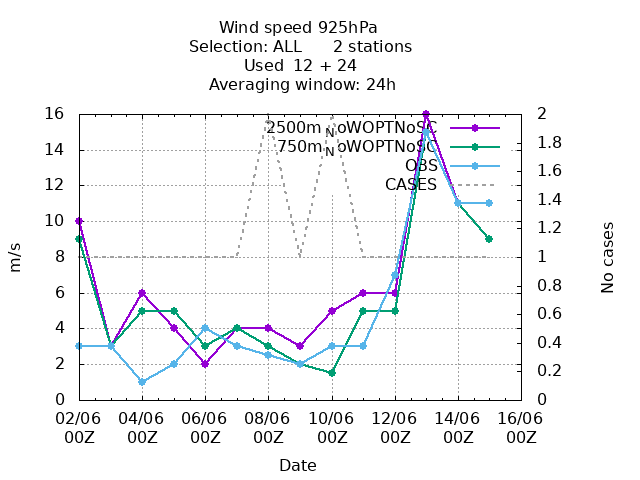 Wind speed 925hPa
Selection: ALL 2 stations
Used 12 + 24
Averaging window: 24h
16 2
14 1.8
12 1.6
10 1.4
8 1.2
6 1
4 0.8
2 0.6
0 0.4
0.2
0
2500m NoWOPTNoSC
750mNoWOPTNoSC
OBS
CASES
m/s
No cases
02/06 04/06 06/06 08/06 10/06 12/06 14/06 16/06
00Z 00Z 00Z 00Z 00Z 00Z 00Z 00Z
Date